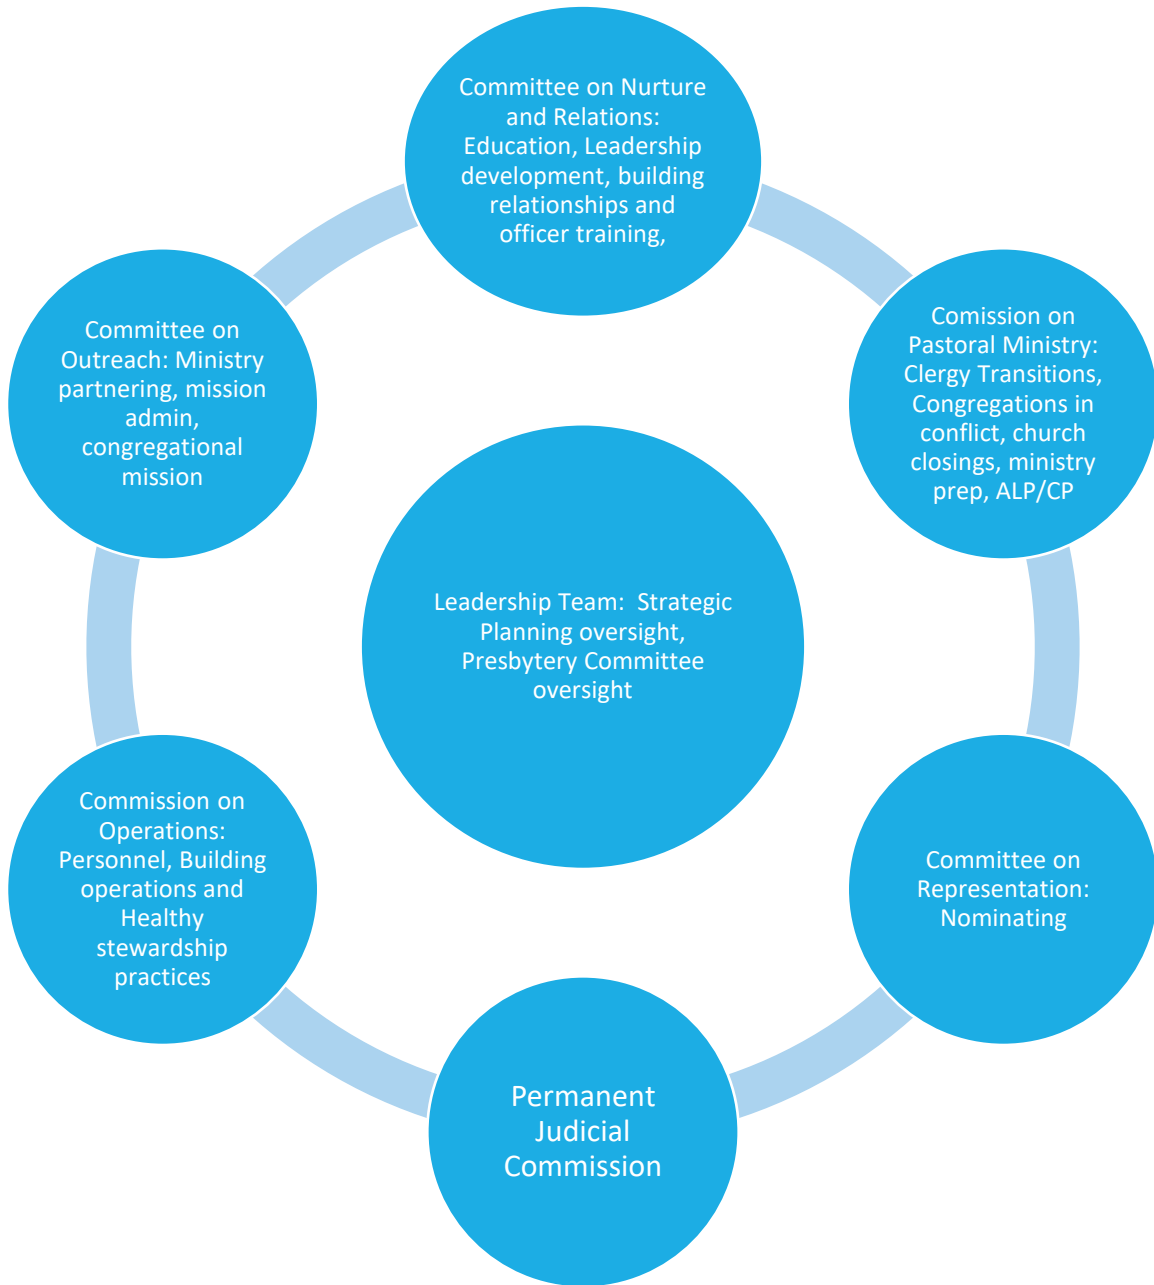 Committee on Nurture
and Relations:
Education, Leadership
development, building
relationships and
officer training,
Comission on
Pastoral Ministry:
Clergy Transitions,
Congregations in
conflict, church
closings, ministry
prep, ALP/CP
Committee on
Representation:
Nominating
Permanent
Judicial
Commission
Commission on
Operations:
Personnel, Building
operations and
Healthy
stewardship
practices
Committee on
Outreach: Ministry
partnering, mission
admin,
congregational
mission
Leadership Team:  Strategic
Planning oversight,
Presbytery Committee
oversight